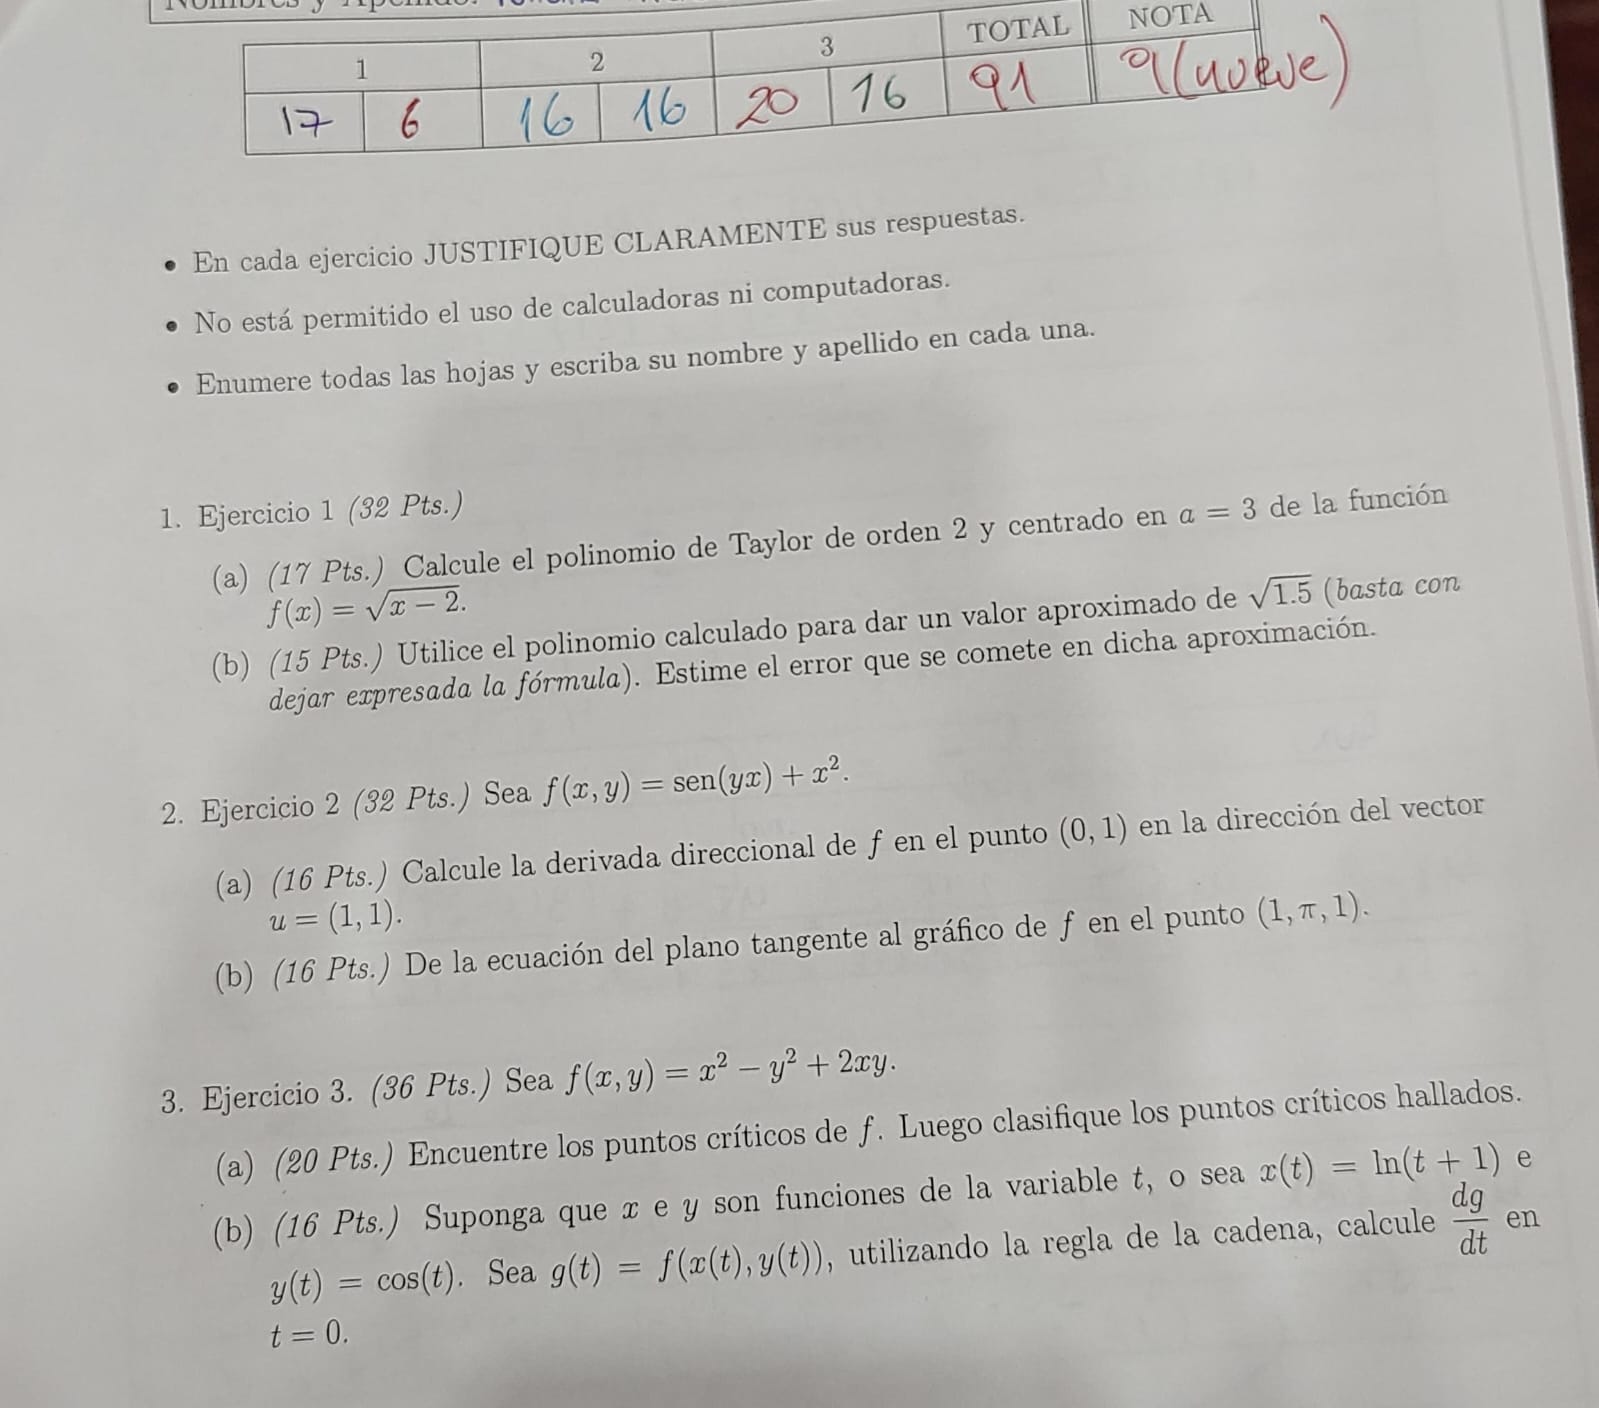 Nombres y Apellido:
1 2 3 TOTAL NOTA
17 6 16 16 20 16 91 9(nueve)
• En cada ejercicio JUSTIFIQUE CLARAMENTE sus respuestas.
• No está permitido el uso de calculadoras ni computadoras.
• Enumere todas las hojas y escriba su nombre y apellido en cada una.
1. Ejercicio 1 (32 Pts.)
(a) (17 Pts.) Calcule el polinomio de Taylor de orden 2 y centrado en a = 3 de la función
f(x) = √(x − 2).
(b) (15 Pts.) Utilice el polinomio calculado para dar un valor aproximado de √1.5 (basta con
dejar expresada la fórmula). Estime el error que se comete en dicha aproximación.
2. Ejercicio 2 (32 Pts.) Sea f(x, y) = sen(yx) + x².
(a) (16 Pts.) Calcule la derivada direccional de f en el punto (0, 1) en la dirección del vector
u = (1, 1).
(b) (16 Pts.) De la ecuación del plano tangente al gráfico de f en el punto (1, π, 1).
3. Ejercicio 3. (36 Pts.) Sea f(x, y) = x² − y² + 2xy.
(a) (20 Pts.) Encuentre los puntos críticos de f. Luego clasifique los puntos críticos hallados.
(b) (16 Pts.) Suponga que x e y son funciones de la variable t, o sea x(t) = ln(t + 1) e
y(t) = cos(t). Sea g(t) = f(x(t), y(t)), utilizando la regla de la cadena, calcule dg/dt en
t = 0.